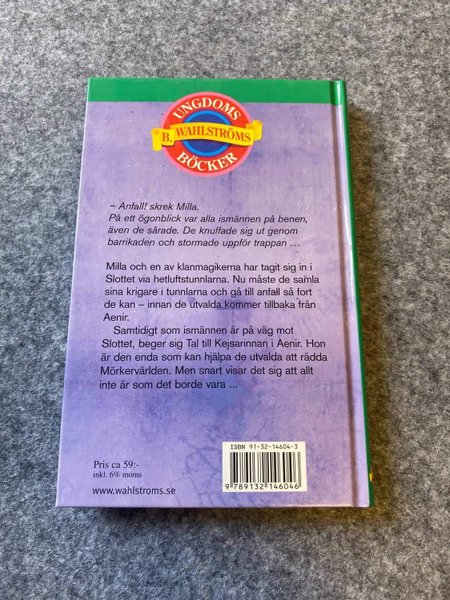 UNGDOMS
B. WAHLSTRÖMS
BÖCKER
– Anfall! skrek Milla.
På ett ögonblick var alla ismännen på benen,
även de sårade. De knuffade sig ut genom
barrikaden och stormade uppför trappan ...
Milla och en av klanmagikerna har tagit sig in i
Slottet via hetluftstunnlarna. Nu måste de samla
sina krigare i tunnlarna och gå till anfall så fort
de kan – innan de utvalda kommer tillbaka från
Aenir.
Samtidigt som ismännen är på väg mot
Slottet, beger sig Tal till Kejsarinnan i Aenir. Hon
är den enda som kan hjälpa de utvalda att rädda
Mörkervärlden. Men snart visar det sig att allt
inte är som det borde vara ...
ISBN 91-32-14604-3
9 789132 146046
Pris ca 59:-
inkl. 6% moms
www.wahlstroms.se